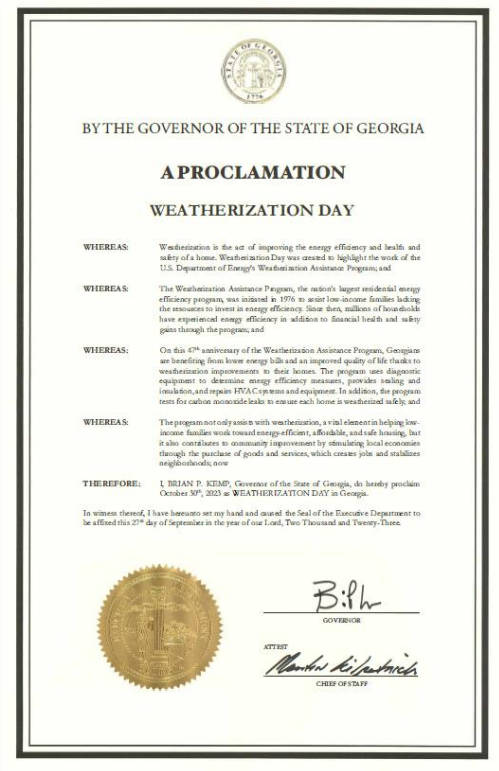 STATE OF GEORGIA
1776
BY THE GOVERNOR OF THE STATE OF GEORGIA
A PROCLAMATION
WEATHERIZATION DAY
WHEREAS: Weatherization is the act of improving the energy efficiency and health and
safety of a home. Weatherization Day was created to highlight the work of the
U.S. Department of Energy's Weatherization Assistance Program; and
WHEREAS: The Weatherization Assistance Program, the nation's largest residential energy
efficiency program, was initiated in 1976 to assist low-income families lacking
the resources to invest in energy efficiency. Since then, millions of households
have experienced energy efficiency in addition to financial health and safety
gains through the program; and
WHEREAS: On this 47th anniversary of the Weatherization Assistance Program, Georgians
are benefiting from lower energy bills and an improved quality of life thanks to
weatherization improvements to their homes. The program uses diagnostic
equipment to determine energy efficiency measures, provides sealing and
insulation, and repairs HVAC systems and equipment. In addition, the program
tests for carbon monoxide leaks to ensure each home is weatherized safely; and
WHEREAS: The program not only assists with weatherization, a vital element in helping low-
income families work toward energy-efficient, affordable, and safe housing, but
it also contributes to community improvement by stimulating local economies
through the purchase of goods and services, which creates jobs and stabilizes
neighborhoods; now
THEREFORE: I, BRIAN P. KEMP, Governor of the State of Georgia, do hereby proclaim
October 30th, 2023 as WEATHERIZATION DAY in Georgia.
In witness thereof, I have hereunto set my hand and caused the Seal of the Executive Department to
be affixed this 27th day of September in the year of our Lord, Two Thousand and Twenty-Three.
GOVERNOR
ATTEST
CHIEF OF STAFF